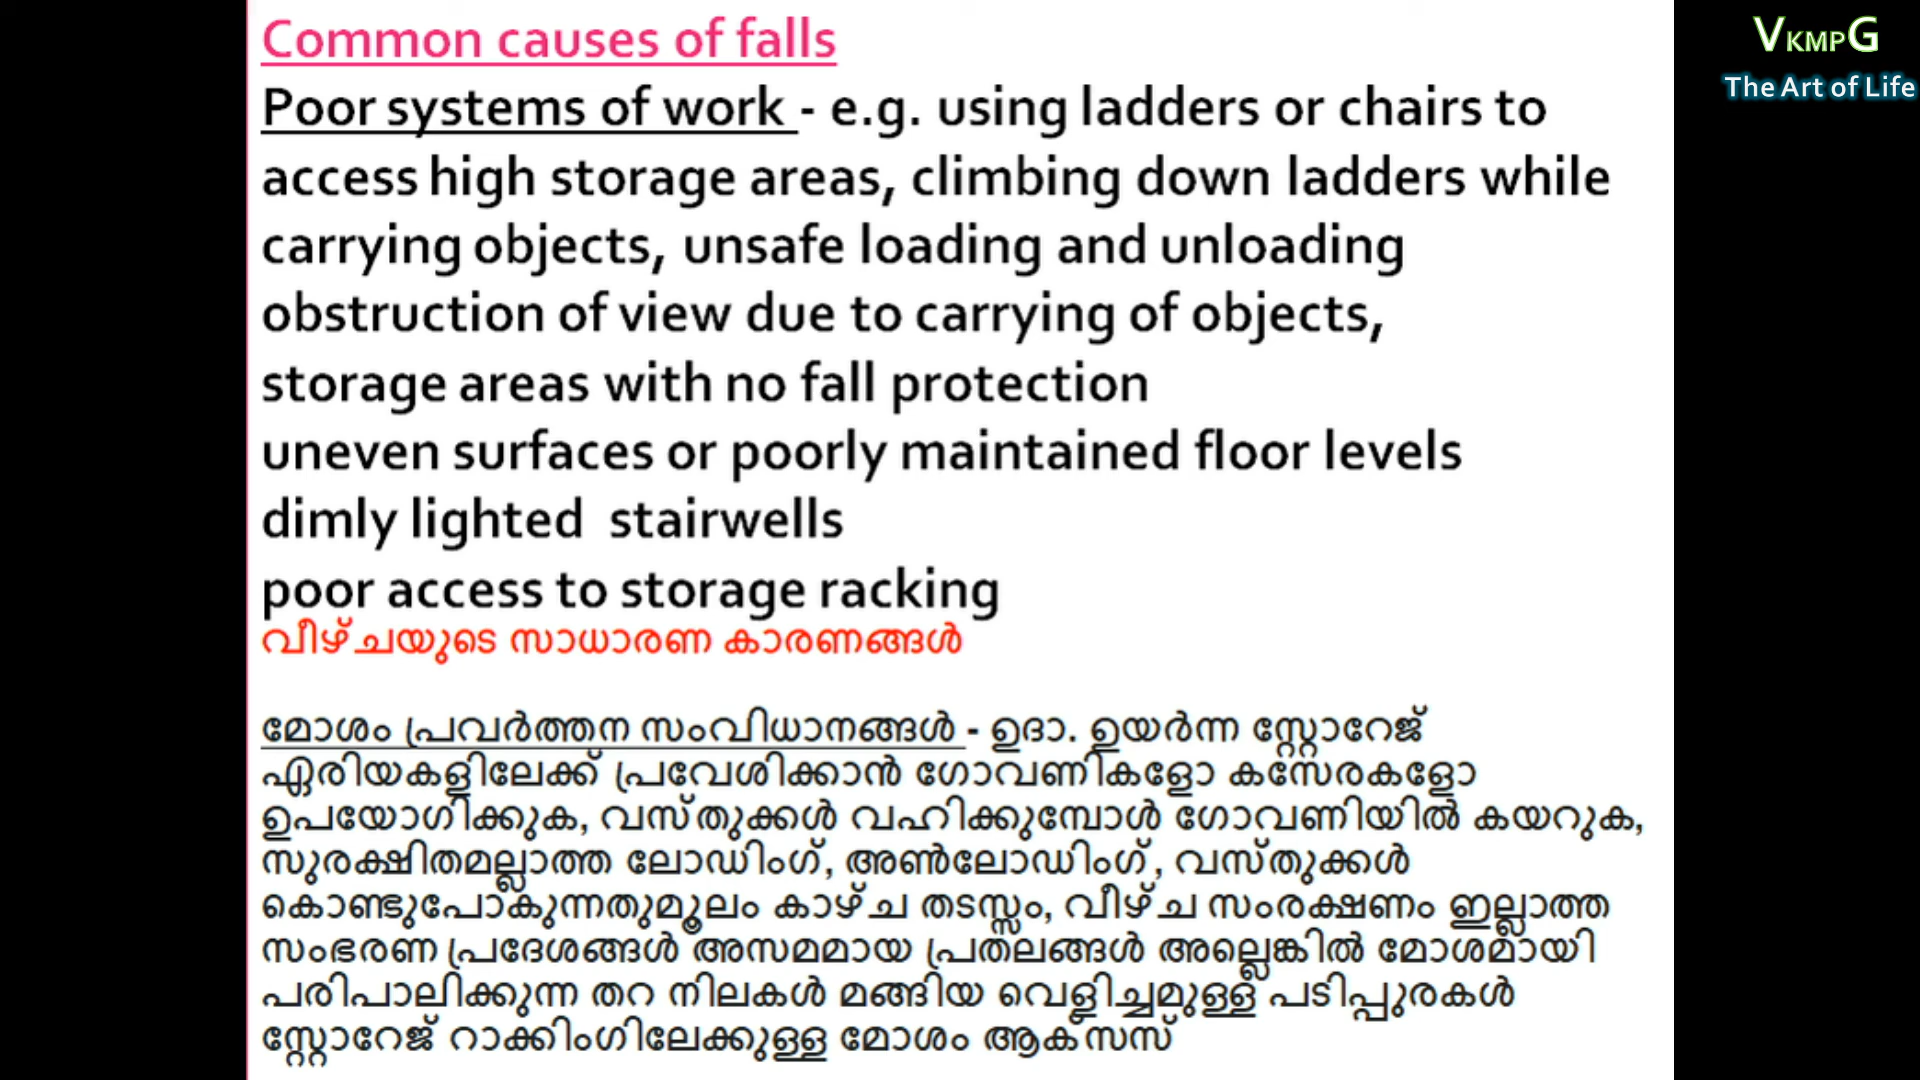 Common causes of falls
VKMPG
The Art of Life
Poor systems of work - e.g. using ladders or chairs to
access high storage areas, climbing down ladders while
carrying objects, unsafe loading and unloading
obstruction of view due to carrying of objects,
storage areas with no fall protection
uneven surfaces or poorly maintained floor levels
dimly lighted  stairwells
poor access to storage racking
വീഴ്ചയുടെ സാധാരണ കാരണങ്ങൾ
മോശം പ്രവർത്തന സംവിധാനങ്ങൾ - ഉദാ. ഉയർന്ന സ്റ്റോറേജ്
ഏരിയകളിലേക്ക് പ്രവേശിക്കാൻ ഗോവണികളോ കസേരകളോ
ഉപയോഗിക്കുക, വസ്തുക്കൾ വഹിക്കുമ്പോൾ ഗോവണിയിൽ കയറുക,
സുരക്ഷിതമല്ലാത്ത ലോഡിംഗ്, അൺലോഡിംഗ്, വസ്തുക്കൾ
കൊണ്ടുപോകുന്നതുമൂലം കാഴ്ച തടസ്സം, വീഴ്ച സംരക്ഷണം ഇല്ലാത്ത
സംഭരണ പ്രദേശങ്ങൾ അസമമായ പ്രതലങ്ങൾ അല്ലെങ്കിൽ മോശമായി
പരിപാലിക്കുന്ന തറ നിലകൾ മങ്ങിയ വെളിച്ചമുള്ള പടിപ്പുരകൾ
സ്റ്റോറേജ് റാക്കിംഗിലേക്കുള്ള മോശം ആക്സസ്